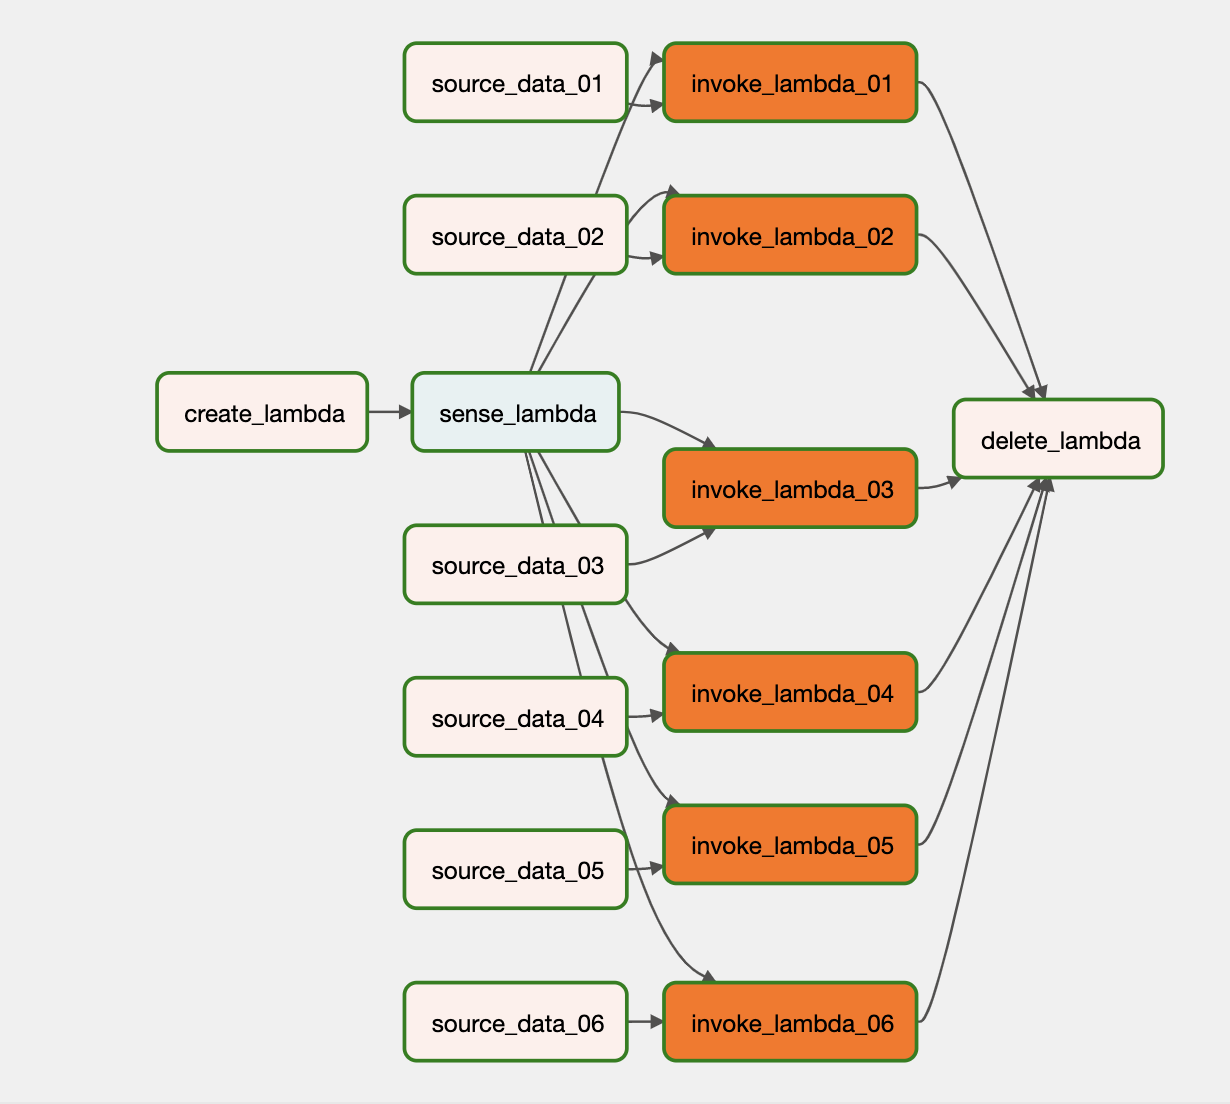 source_data_01
invoke_lambda_01
source_data_02
invoke_lambda_02
create_lambda
sense_lambda
delete_lambda
invoke_lambda_03
source_data_03
invoke_lambda_04
source_data_04
invoke_lambda_05
source_data_05
source_data_06
invoke_lambda_06